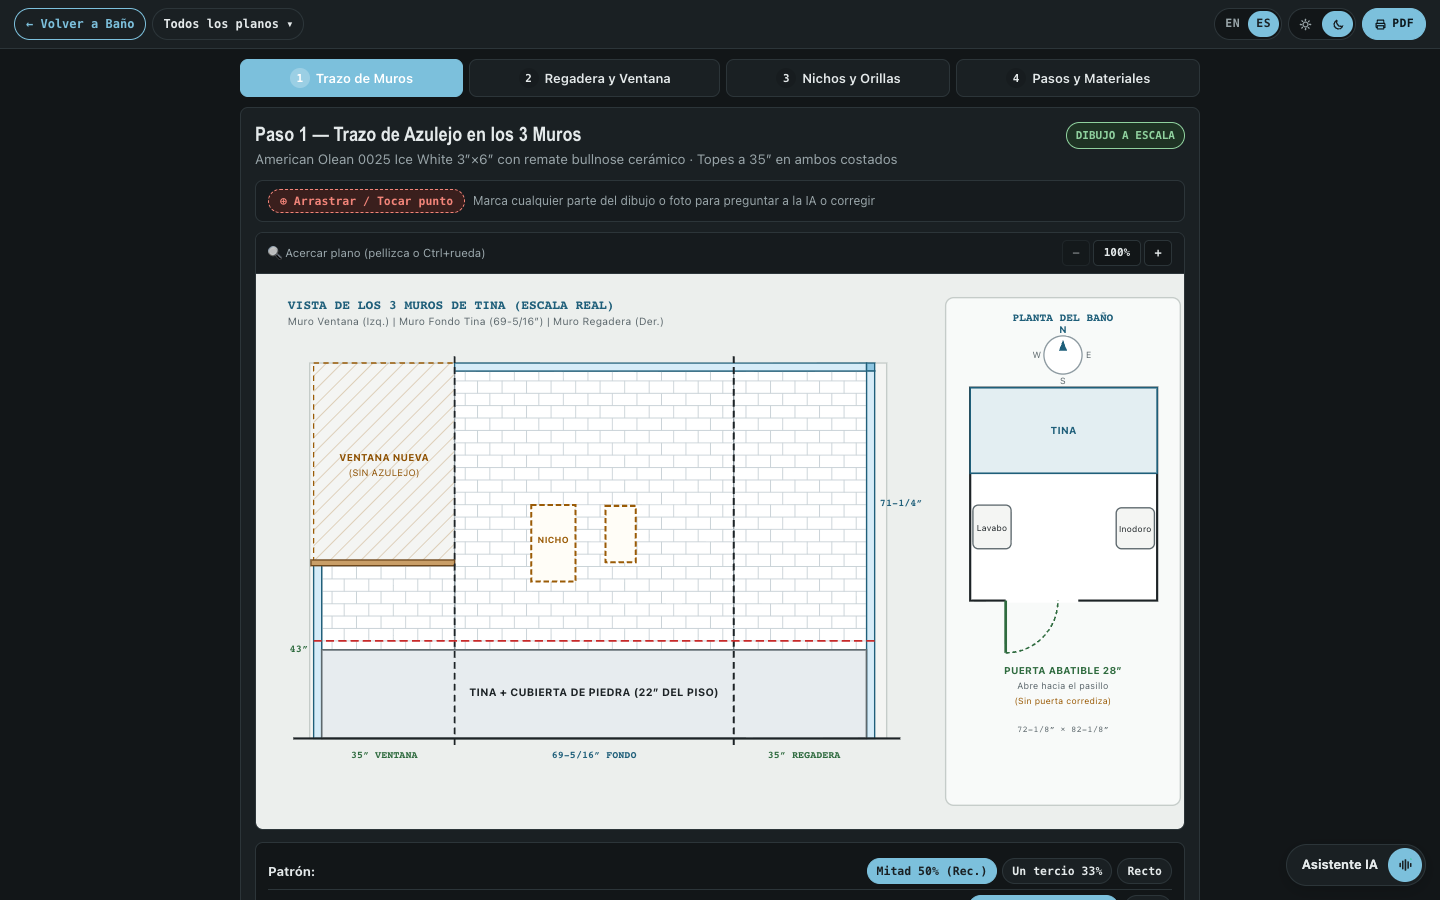 ← Volver a Baño
Todos los planos ▾
EN ES
PDF
1 Trazo de Muros
2 Regadera y Ventana
3 Nichos y Orillas
4 Pasos y Materiales
Paso 1 — Trazo de Azulejo en los 3 Muros
DIBUJO A ESCALA
American Olean 0025 Ice White 3″×6″ con remate bullnose cerámico · Topes a 35″ en ambos costados
⊕ Arrastrar / Tocar punto
Marca cualquier parte del dibujo o foto para preguntar a la IA o corregir
Acercar plano (pellizca o Ctrl+rueda)
− 100% +
VISTA DE LOS 3 MUROS DE TINA (ESCALA REAL)
Muro Ventana (Izq.) | Muro Fondo Tina (69-5/16″) | Muro Regadera (Der.)
VENTANA NUEVA
(SIN AZULEJO)
NICHO
71-1/4″
43″
TINA + CUBIERTA DE PIEDRA (22″ DEL PISO)
35″ VENTANA
69-5/16″ FONDO
35″ REGADERA
PLANTA DEL BAÑO
N
W E
S
TINA
Lavabo
Inodoro
PUERTA ABATIBLE 28″
Abre hacia el pasillo
(Sin puerta corrediza)
72-1/8″ × 82-1/8″
Patrón:
Mitad 50% (Rec.)
Un tercio 33%
Recto
Asistente IA